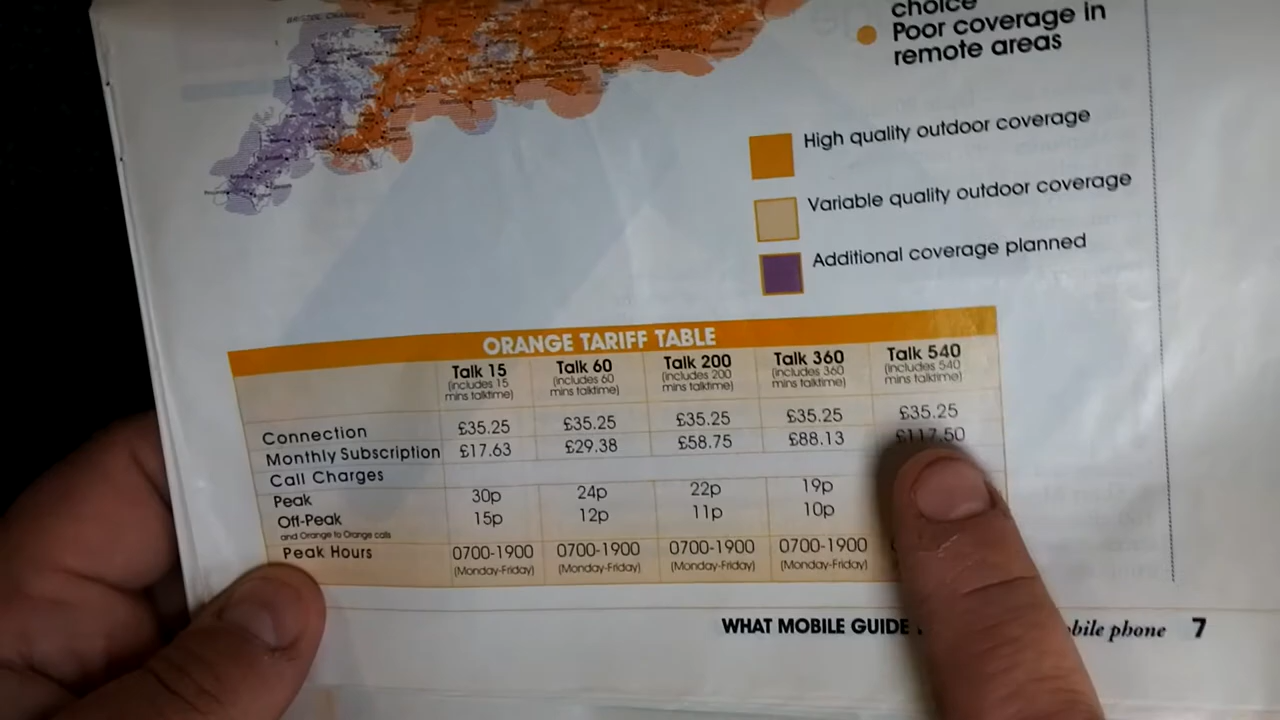 BRISTOL CHANNEL
choice
Poor coverage in
remote areas
High quality outdoor coverage
Variable quality outdoor coverage
Additional coverage planned
ORANGE TARIFF TABLE
Talk 15 Talk 60 Talk 200 Talk 360 Talk 540
(includes 15 (includes 60 (includes 200 (includes 360 (includes 540
mins talktime) mins talktime) mins talktime) mins talktime) mins talktime)
Connection £35.25 £35.25 £35.25 £35.25 £35.25
Monthly Subscription £17.63 £29.38 £58.75 £88.13 £117.50
Call Charges
Peak 30p 24p 22p 19p
Off-Peak 15p 12p 11p 10p
and Orange to Orange calls
Peak Hours 0700-1900 0700-1900 0700-1900 0700-1900
(Monday-Friday) (Monday-Friday) (Monday-Friday) (Monday-Friday)
WHAT MOBILE GUIDE phone 7